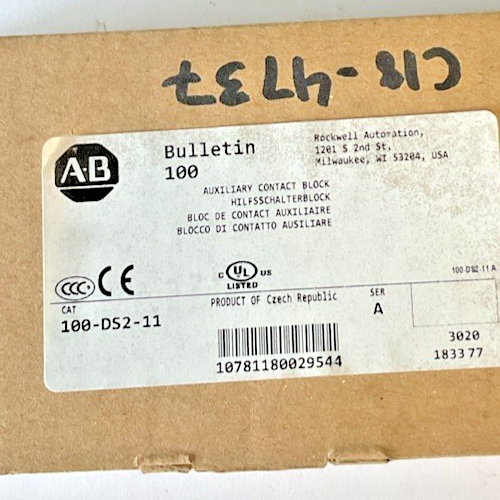 C18-4737
A-B
Bulletin
100
Rockwell Automation,
1201 S 2nd St,
Milwaukee, WI 53204, USA
AUXILIARY CONTACT BLOCK
HILFSSCHALTERBLOCK
BLOC DE CONTACT AUXILIAIRE
BLOCCO DI CONTATTO AUSILIARE
CCC CE
C UL US
LISTED
100-DS2-11 A
CAT
100-DS2-11
PRODUCT OF Czech Republic
SER
A
10781180029544
3020
183377